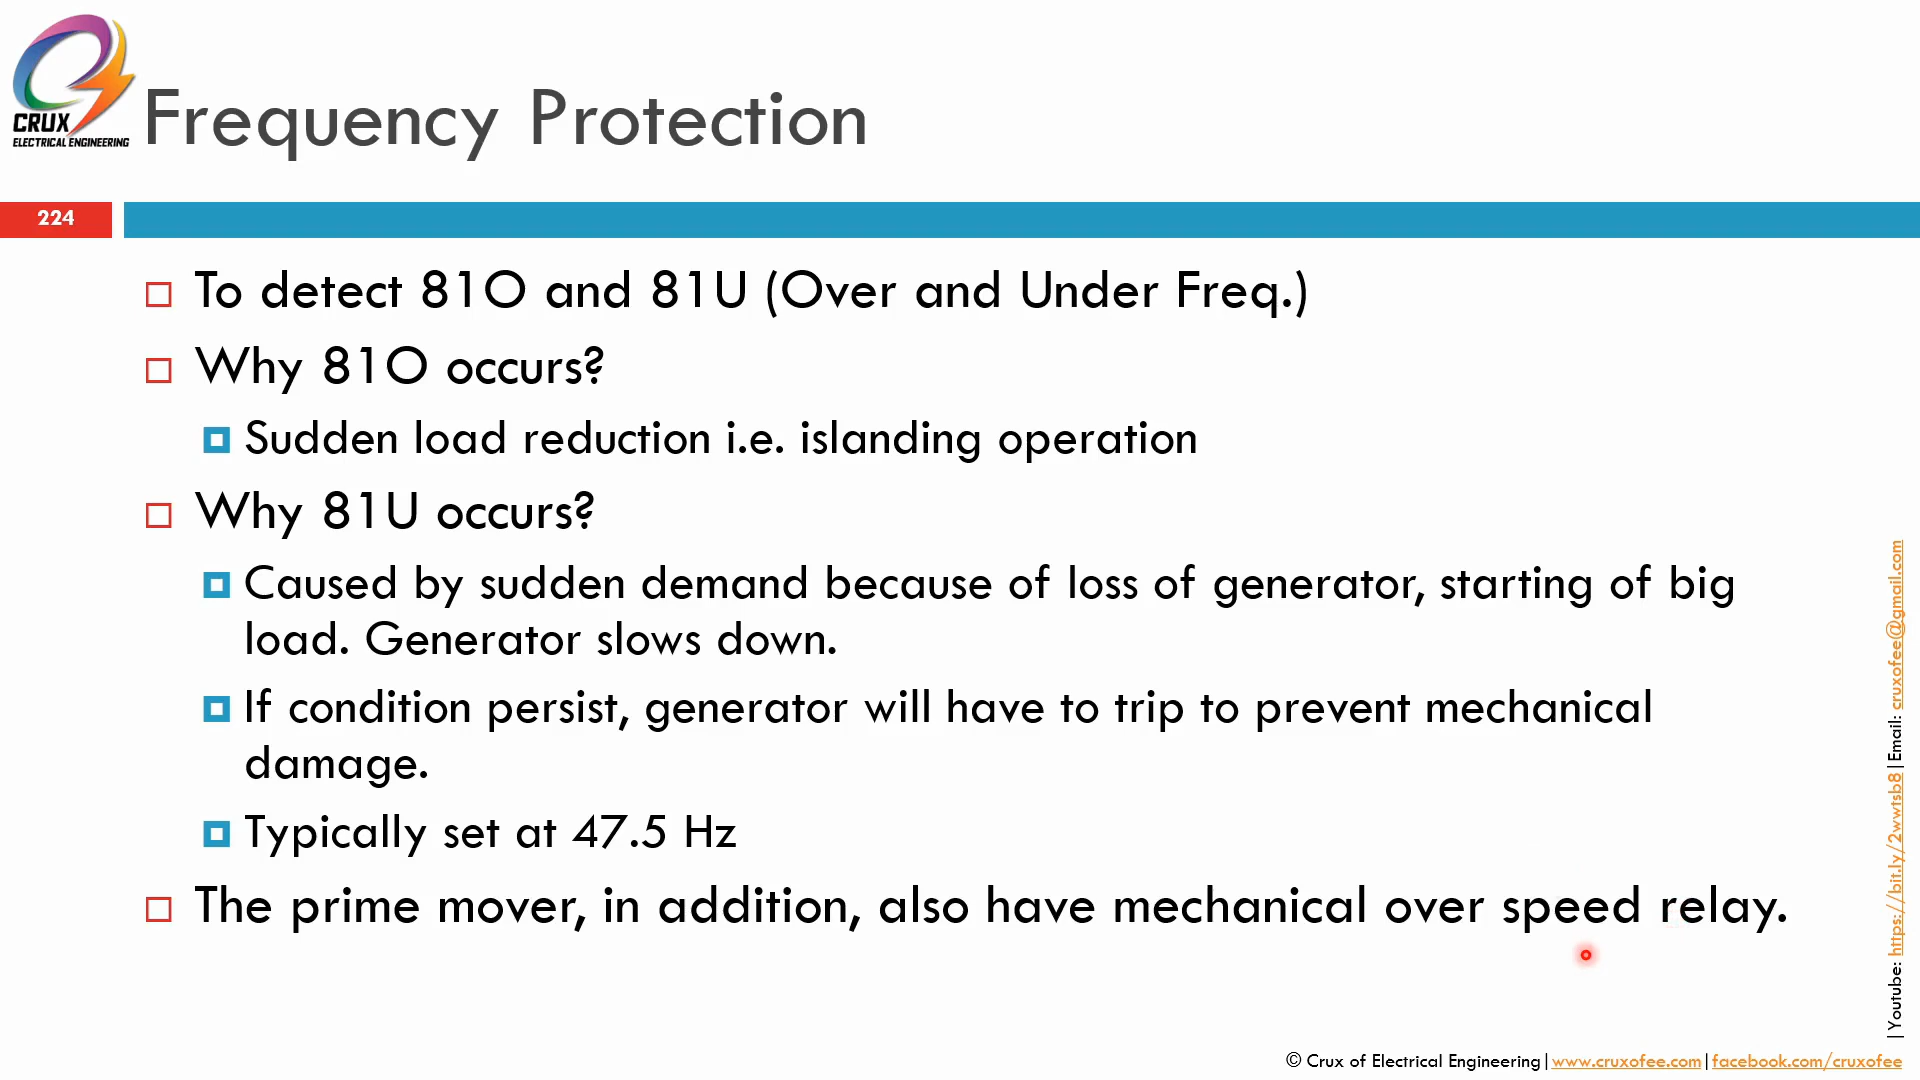 CRUX
ELECTRICAL ENGINEERING
Frequency Protection
224
To detect 81O and 81U (Over and Under Freq.)
Why 81O occurs?
Sudden load reduction i.e. islanding operation
Why 81U occurs?
Caused by sudden demand because of loss of generator, starting of big
load. Generator slows down.
If condition persist, generator will have to trip to prevent mechanical
damage.
Typically set at 47.5 Hz
The prime mover, in addition, also have mechanical over speed relay.
|Youtube: https://bit.ly/2wwtsb8|Email: cruxofee@gmail.com
© Crux of Electrical Engineering|www.cruxofee.com|facebook.com/cruxofee